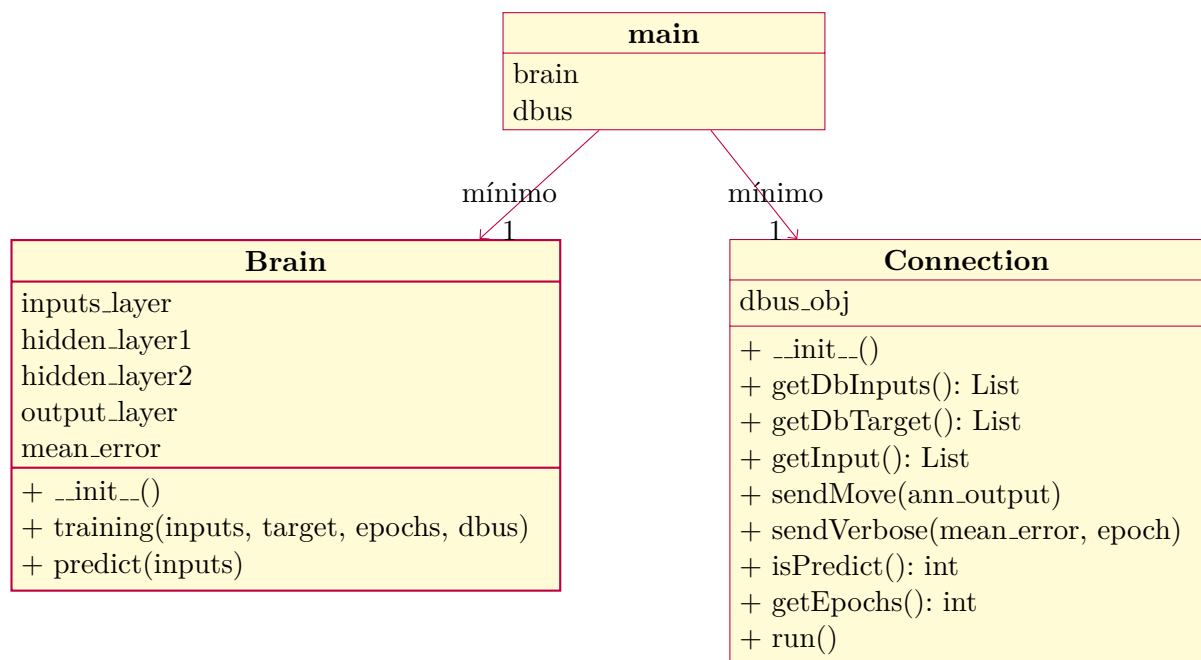 main
brain
dbus
mínimo
1
mínimo
1
Brain
inputs_layer
hidden_layer1
hidden_layer2
output_layer
mean_error
+ __init__()
+ training(inputs, target, epochs, dbus)
+ predict(inputs)
Connection
dbus_obj
+ __init__()
+ getDbInputs(): List
+ getDbTarget(): List
+ getInput(): List
+ sendMove(ann_output)
+ sendVerbose(mean_error, epoch)
+ isPredict(): int
+ getEpochs(): int
+ run()